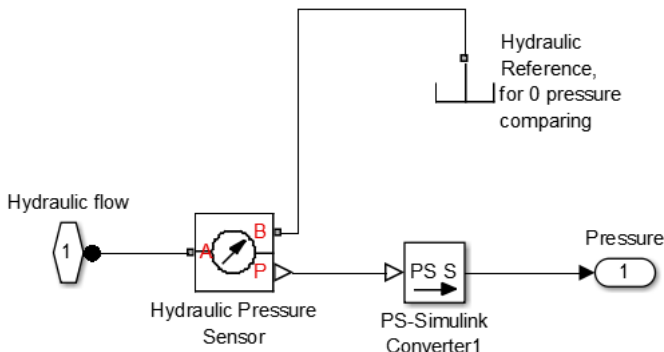 Hydraulic
Reference,
for 0 pressure
comparing
Hydraulic flow
1
A
B
P
Hydraulic Pressure
Sensor
PS S
PS-Simulink
Converter1
Pressure
1